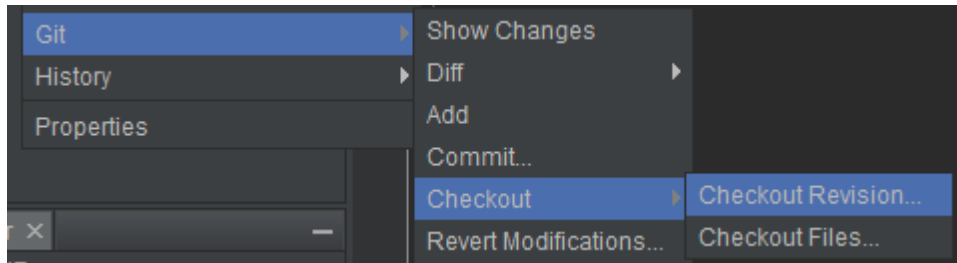 Git
History
Properties
Show Changes
Diff
Add
Commit...
Checkout
Revert Modifications...
Checkout Revision...
Checkout Files...